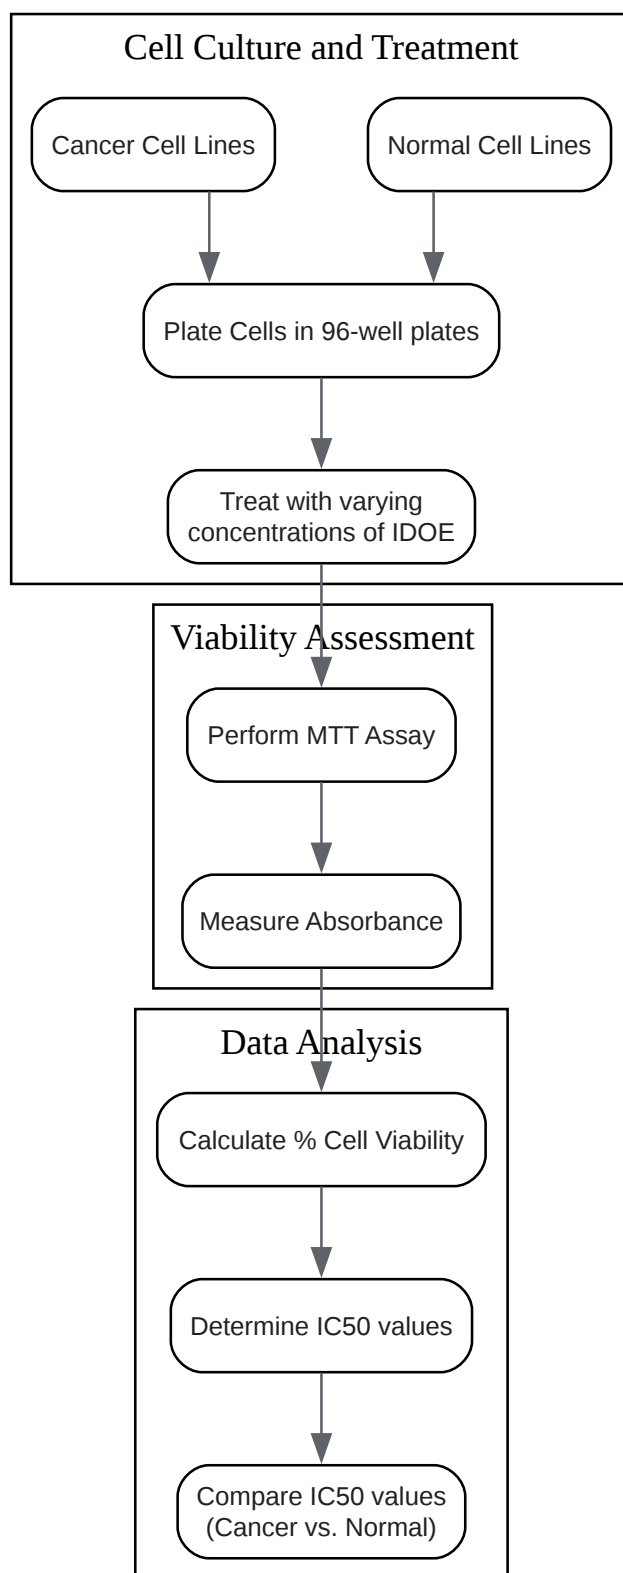 Cell Culture and Treatment
Cancer Cell Lines
Normal Cell Lines
Plate Cells in 96-well plates
Treat with varying
concentrations of IDOE
Viability Assessment
Perform MTT Assay
Measure Absorbance
Data Analysis
Calculate % Cell Viability
Determine IC50 values
Compare IC50 values
(Cancer vs. Normal)